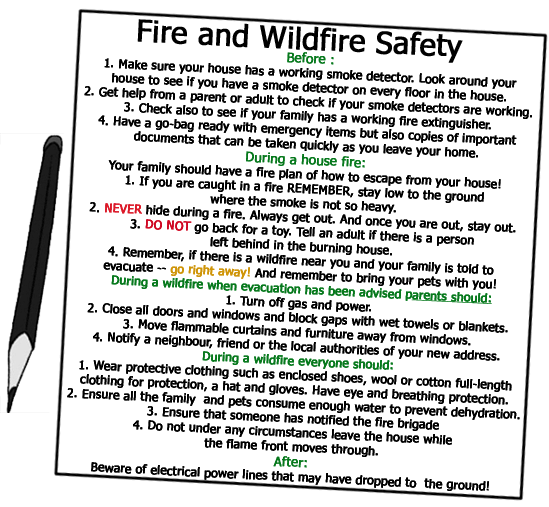 Fire and Wildfire Safety
Before :
1. Make sure your house has a working smoke detector. Look around your
house to see if you have a smoke detector on every floor in the house.
2. Get help from a parent or adult to check if your smoke detectors are working.
3. Check also to see if your family has a working fire extinguisher.
4. Have a go-bag ready with emergency items but also copies of important
documents that can be taken quickly as you leave your home.
During a house fire:
Your family should have a fire plan of how to escape from your house!
1. If you are caught in a fire REMEMBER, stay low to the ground
where the smoke is not so heavy.
2. NEVER hide during a fire. Always get out. And once you are out, stay out.
3. DO NOT go back for a toy. Tell an adult if there is a person
left behind in the burning house.
4. Remember, if there is a wildfire near you and your family is told to
evacuate -- go right away! And remember to bring your pets with you!
During a wildfire when evacuation has been advised parents should:
1. Turn off gas and power.
2. Close all doors and windows and block gaps with wet towels or blankets.
3. Move flammable curtains and furniture away from windows.
4. Notify a neighbour, friend or the local authorities of your new address.
During a wildfire everyone should:
1. Wear protective clothing such as enclosed shoes, wool or cotton full-length
clothing for protection, a hat and gloves. Have eye and breathing protection.
2. Ensure all the family and pets consume enough water to prevent dehydration.
3. Ensure that someone has notified the fire brigade
4. Do not under any circumstances leave the house while
the flame front moves through.
After:
Beware of electrical power lines that may have dropped to the ground!